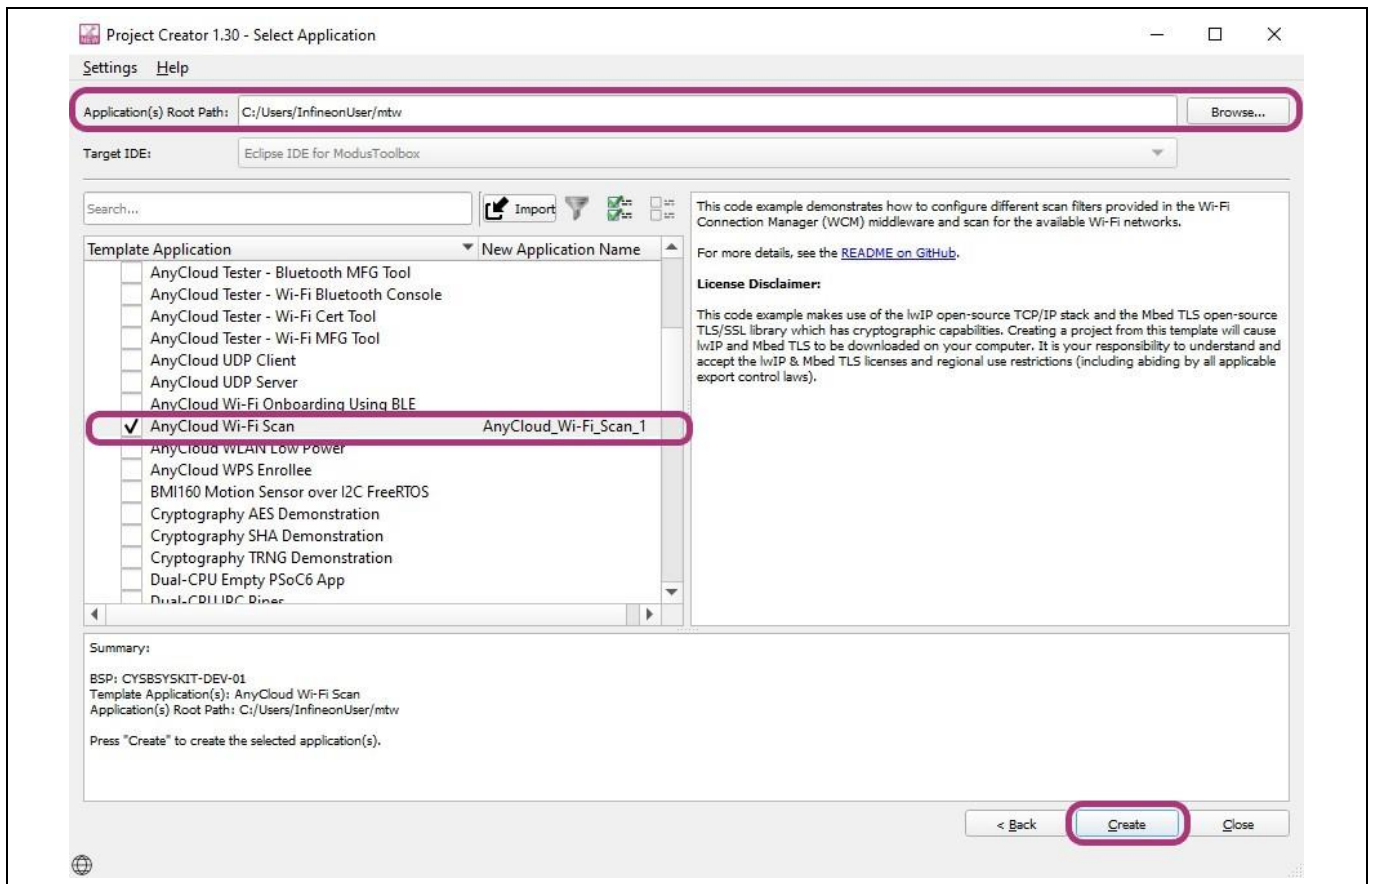 Project Creator 1.30 - Select Application
Settings Help
Application(s) Root Path: C:/Users/InfineonUser/mtw Browse...
Target IDE: Eclipse IDE for ModusToolbox
Search... Import
Template Application New Application Name
AnyCloud Tester - Bluetooth MFG Tool
AnyCloud Tester - Wi-Fi Bluetooth Console
AnyCloud Tester - Wi-Fi Cert Tool
AnyCloud Tester - Wi-Fi MFG Tool
AnyCloud UDP Client
AnyCloud UDP Server
AnyCloud Wi-Fi Onboarding Using BLE
AnyCloud Wi-Fi Scan AnyCloud_Wi-Fi_Scan_1
AnyCloud WLAN Low Power
AnyCloud WPS Enrollee
BMI160 Motion Sensor over I2C FreeRTOS
Cryptography AES Demonstration
Cryptography SHA Demonstration
Cryptography TRNG Demonstration
Dual-CPU Empty PSoC6 App
Dual-CPU IPC Pipes
This code example demonstrates how to configure different scan filters provided in the Wi-Fi
Connection Manager (WCM) middleware and scan for the available Wi-Fi networks.
For more details, see the README on GitHub.
License Disclaimer:
This code example makes use of the lwIP open-source TCP/IP stack and the Mbed TLS open-source
TLS/SSL library which has cryptographic capabilities. Creating a project from this template will cause
lwIP and Mbed TLS to be downloaded on your computer. It is your responsibility to understand and
accept the lwIP & Mbed TLS licenses and regional use restrictions (including abiding by all applicable
export control laws).
Summary:
BSP: CYSBSYSKIT-DEV-01
Template Application(s): AnyCloud Wi-Fi Scan
Application(s) Root Path: C:/Users/InfineonUser/mtw
Press "Create" to create the selected application(s).
< Back Create Close